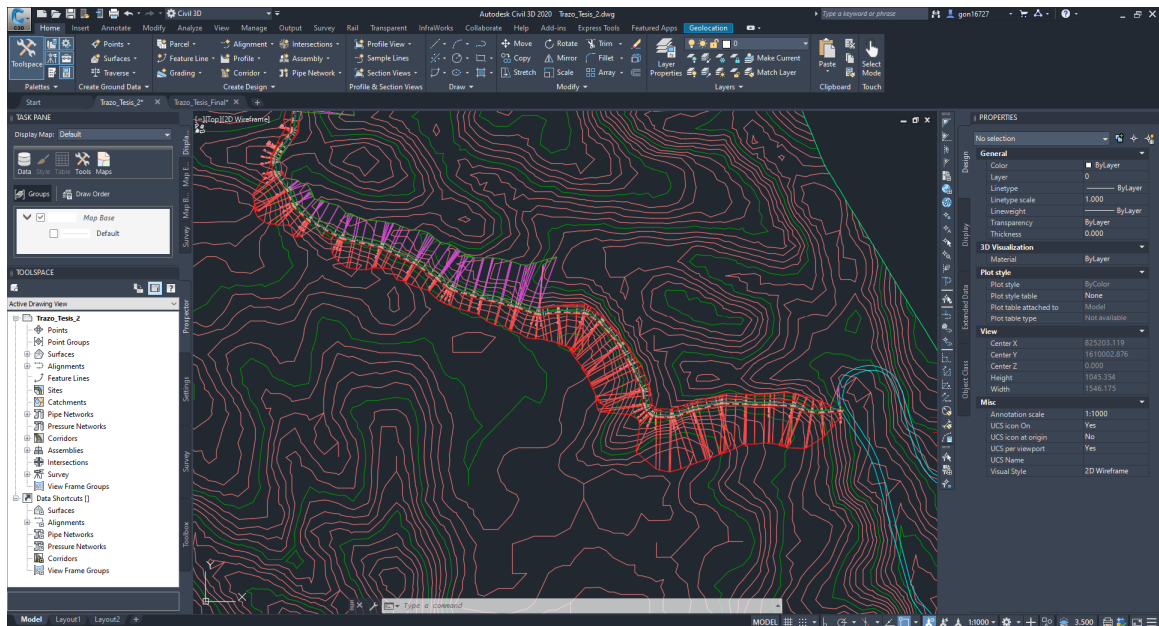 Civil 3D
Autodesk Civil 3D 2020 Trazo_Tesis_2.dwg
Type a keyword or phrase
gon16727
C3D
Home Insert Annotate Modify Analyze View Manage Output Survey Rail Transparent InfraWorks Collaborate Help Add-ins Express Tools Featured Apps Geolocation
Toolspace
Points
Surfaces
Traverse
Parcel
Feature Line
Grading
Alignment
Profile
Corridor
Intersections
Assembly
Pipe Network
Profile View
Sample Lines
Section Views
Move
Copy
Stretch
Rotate
Mirror
Scale
Trim
Fillet
Array
Layer
Properties
0
Make Current
Match Layer
Paste
Select
Mode
Palettes Create Ground Data Create Design Profile & Section Views Draw Modify Layers Clipboard Touch
Start Trazo_Tesis_2* Trazo_Tesis_Final*
TASK PANE
Display Map: Default
Data Style Table Tools Maps
Groups Draw Order
Map Base
Default
Displa...
Map E...
Map B...
Survey
TOOLSPACE
Active Drawing View
Trazo_Tesis_2
Points
Point Groups
Surfaces
Alignments
Feature Lines
Sites
Catchments
Pipe Networks
Pressure Networks
Corridors
Assemblies
Intersections
Survey
View Frame Groups
Data Shortcuts []
Surfaces
Alignments
Pipe Networks
Pressure Networks
Corridors
View Frame Groups
Prospector
Settings
Survey
Toolbox
[-][Top][2D Wireframe]
Y
X
Type a command
PROPERTIES
No selection
Design
Display
Extended Data
Object Class
General
Color ByLayer
Layer 0
Linetype ByLayer
Linetype scale 1.000
Lineweight ByLayer
Transparency ByLayer
Thickness 0.000
3D Visualization
Material ByLayer
Plot style
Plot style ByColor
Plot style table None
Plot table attached to Model
Plot table type Not available
View
Center X 825203.119
Center Y 1610002.876
Center Z 0.000
Height 1045.354
Width 1546.175
Misc
Annotation scale 1:1000
UCS icon On Yes
UCS icon at origin No
UCS per viewport Yes
UCS Name
Visual Style 2D Wireframe
Model Layout1 Layout2 +
MODEL 1:1000 3.500